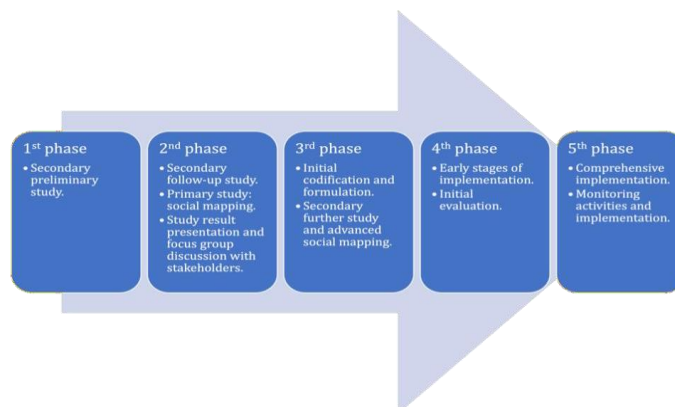 1st phase
• Secondary
preliminary
study.
2nd phase
• Secondary
follow-up study.
• Primary study:
social mapping.
• Study result
presentation and
focus group
discussion with
stakeholders.
3rd phase
• Initial
codification and
formulation.
• Secondary
further study
and advanced
social mapping.
4th phase
• Early stages of
implementation.
• Initial
evaluation.
5th phase
• Comprehensive
implementation.
• Monitoring
activities and
implementation.